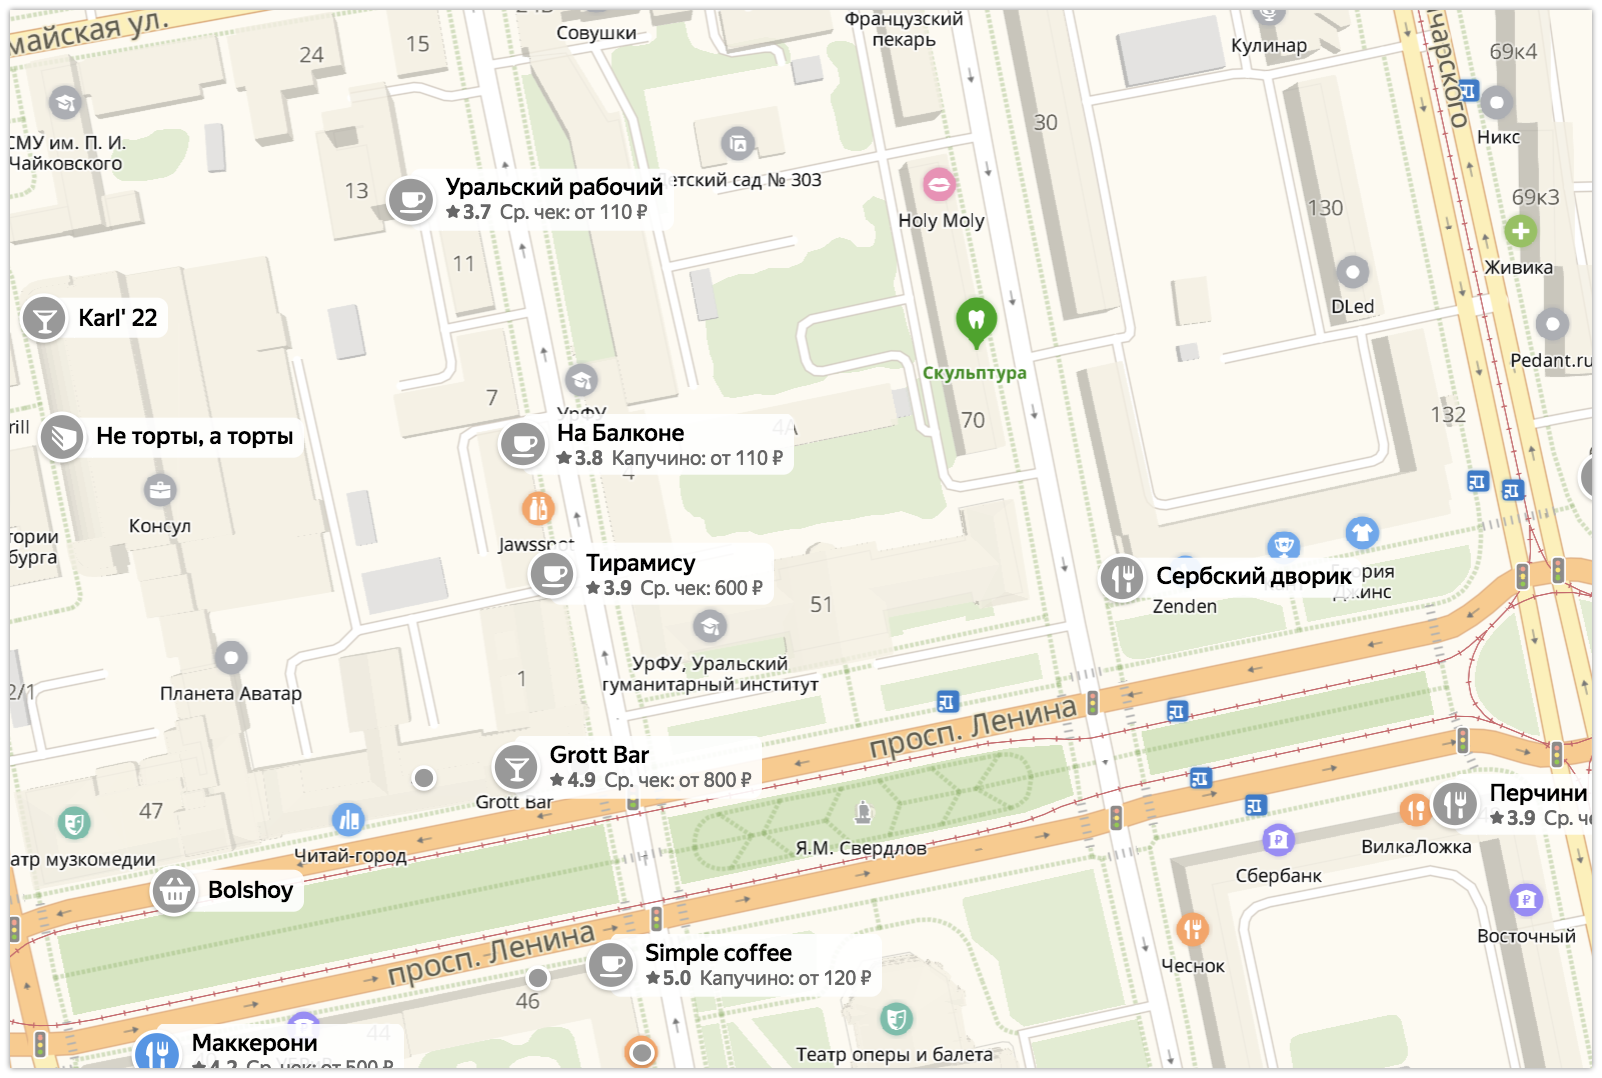 майская ул.
24
15
Совушки
Французский
пекарь
Кулинар
чарского
69к4
Никс
СМУ им. П. И.
Чайковского
13
Уральский рабочий
3.7 Ср. чек: от 110 ₽
Детский сад № 303
30
Holy Moly
130
69к3
Живика
11
DLed
Karl' 22
Скульптура
Pedant.ru
7
УрФУ
70
132
rill
Не торты, а торты
На Балконе
4А
3.8 Капучино: от 110 ₽
4
Консул
Jawsspot
тории
бурга
Тирамису
3.9 Ср. чек: 600 ₽
51
Сербский дворик
Zenden
Джинс
УрФУ, Уральский
гуманитарный институт
1
2/1
Планета Аватар
просп. Ленина
Grott Bar
4.9 Ср. чек: от 800 ₽
Grott Bar
47
Перчини
3.9 Ср. че
ВилкаЛожка
атр музкомедии
Читай-город
Я.М. Свердлов
Сбербанк
Bolshoy
просп. Ленина
Восточный
Simple coffee
5.0 Капучино: от 120 ₽
Чеснок
46
44
Маккерони
4.2 Ср. чек: от 500 ₽
Театр оперы и балета